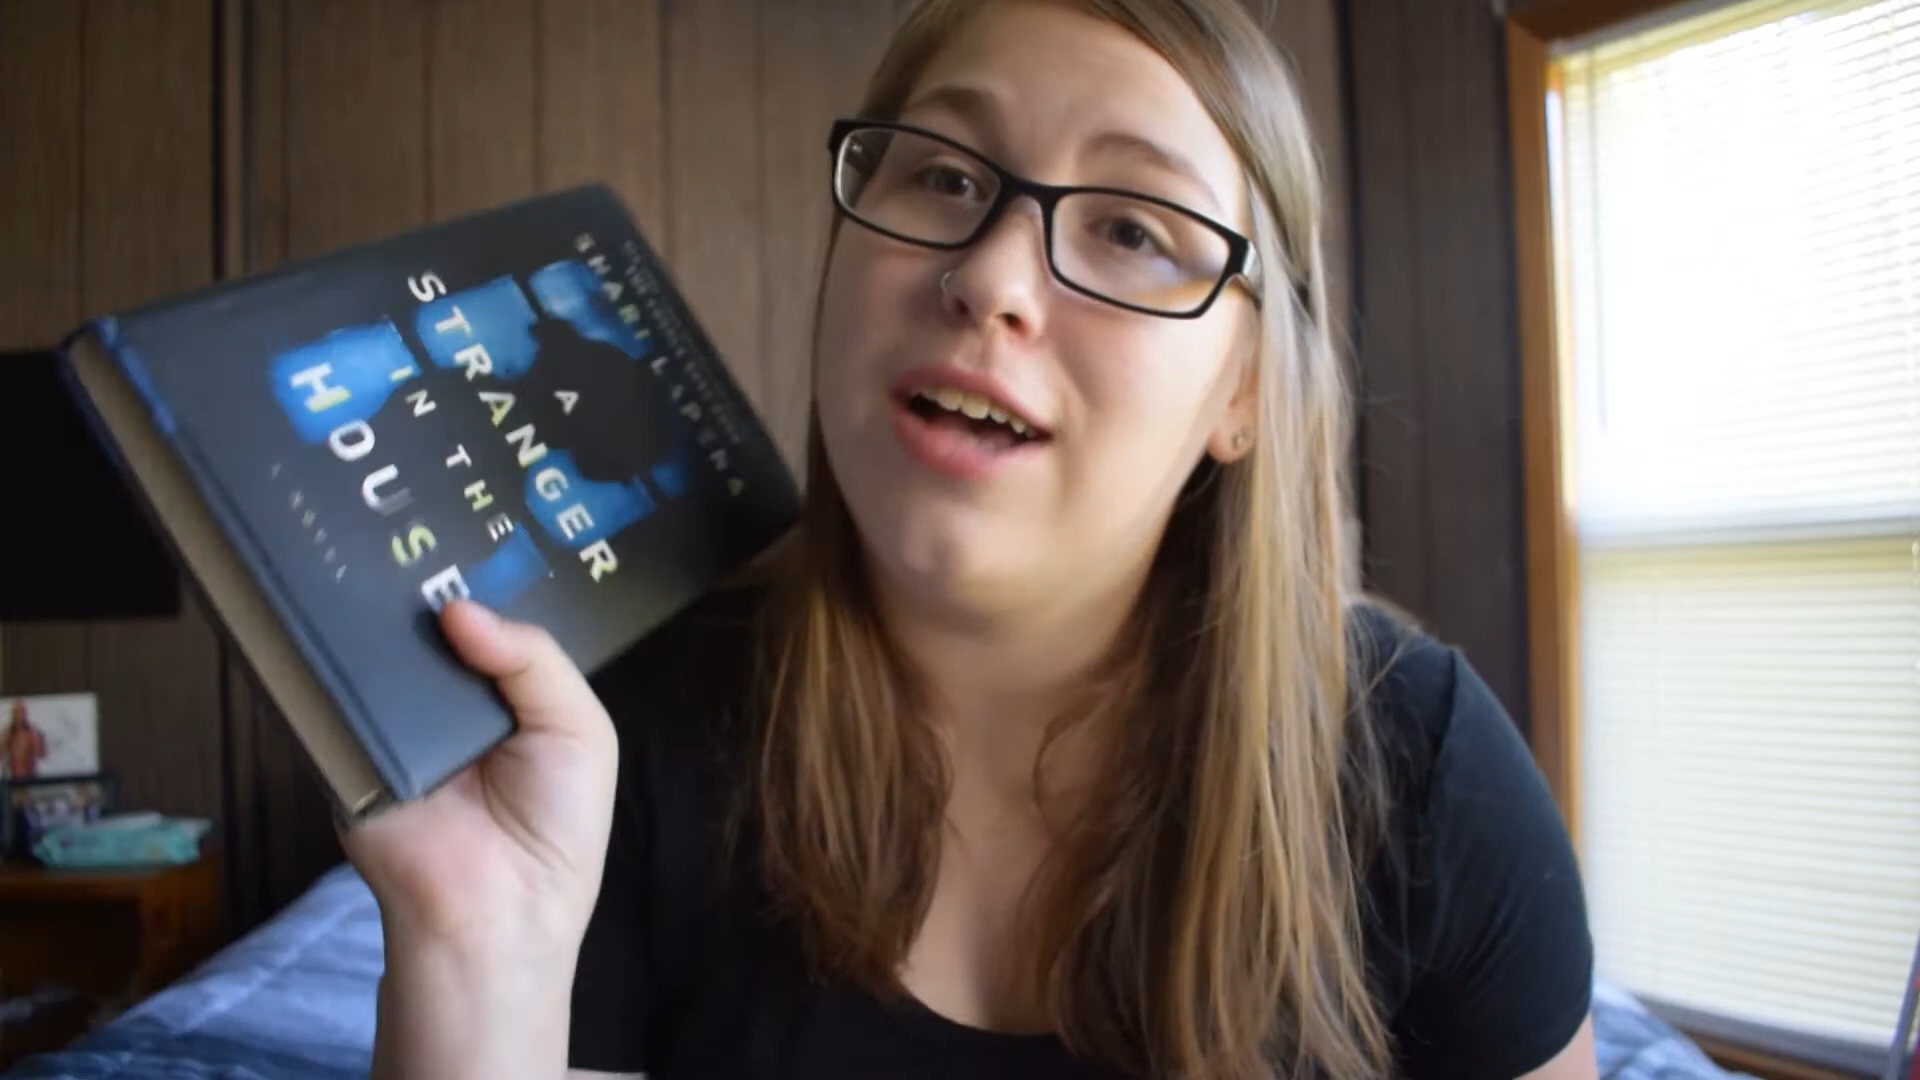 SHARI LAPENA
A
STRANGER
IN THE
HOUSE
A NOVEL